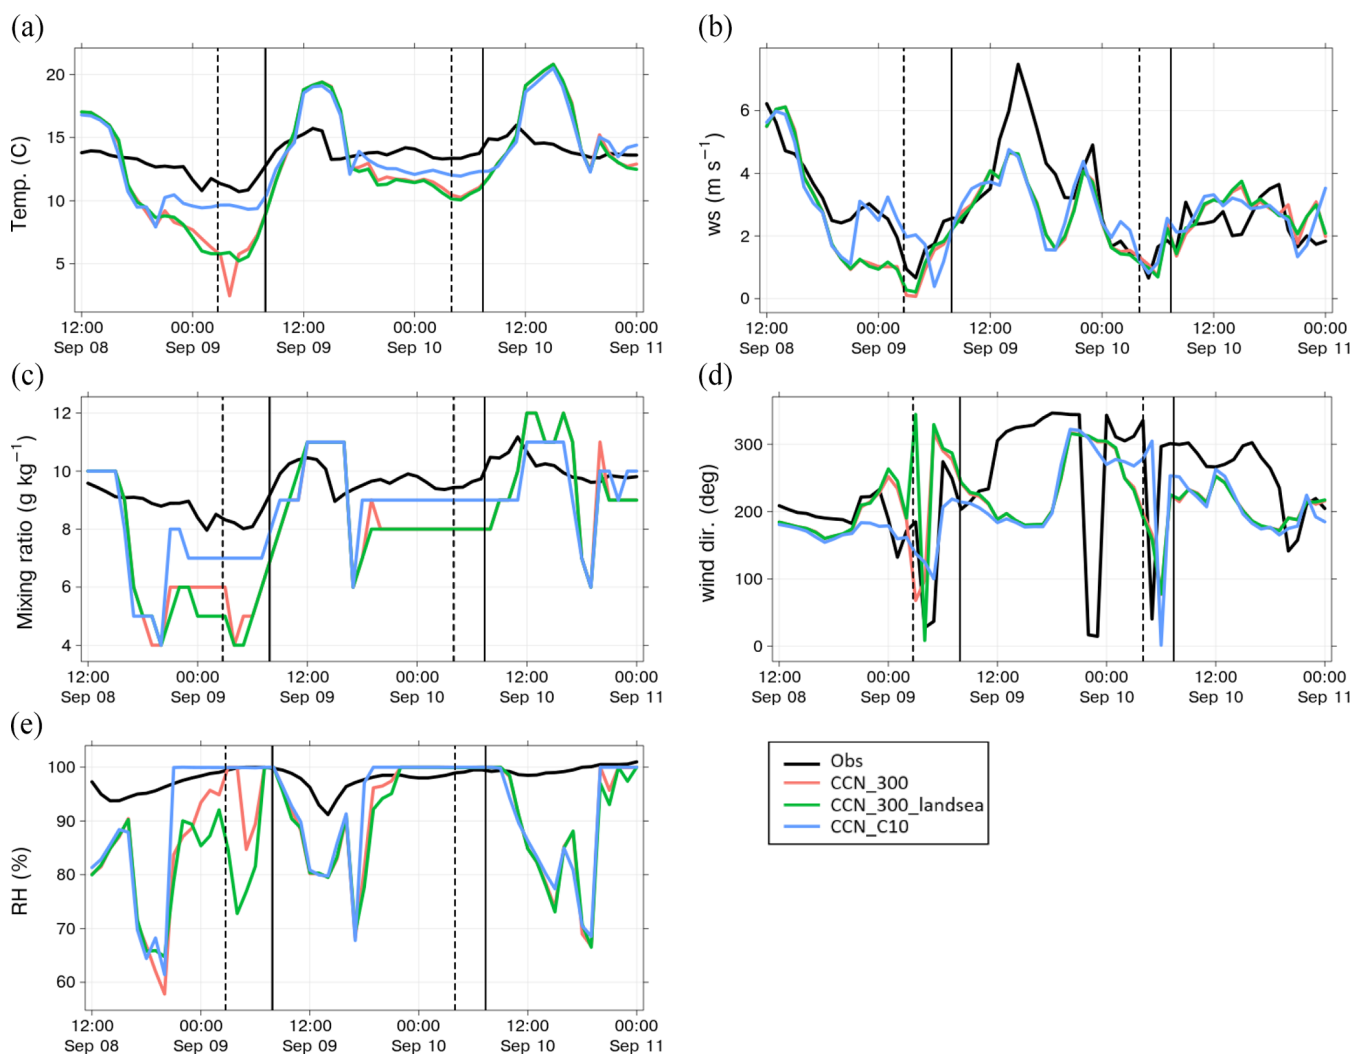 (a)
Temp. (C)
20
15
10
5
12:00 00:00 12:00 00:00 12:00 00:00
Sep 08 Sep 09 Sep 09 Sep 10 Sep 10 Sep 11
(b)
ws (m s⁻¹)
6
4
2
0
12:00 00:00 12:00 00:00 12:00 00:00
Sep 08 Sep 09 Sep 09 Sep 10 Sep 10 Sep 11
(c)
Mixing ratio (g kg⁻¹)
12
10
8
6
4
12:00 00:00 12:00 00:00 12:00 00:00
Sep 08 Sep 09 Sep 09 Sep 10 Sep 10 Sep 11
(d)
wind dir. (deg)
300
200
100
0
12:00 00:00 12:00 00:00 12:00 00:00
Sep 08 Sep 09 Sep 09 Sep 10 Sep 10 Sep 11
(e)
RH (%)
100
90
80
70
60
12:00 00:00 12:00 00:00 12:00 00:00
Sep 08 Sep 09 Sep 09 Sep 10 Sep 10 Sep 11
Obs
CCN_300
CCN_300_landsea
CCN_C10